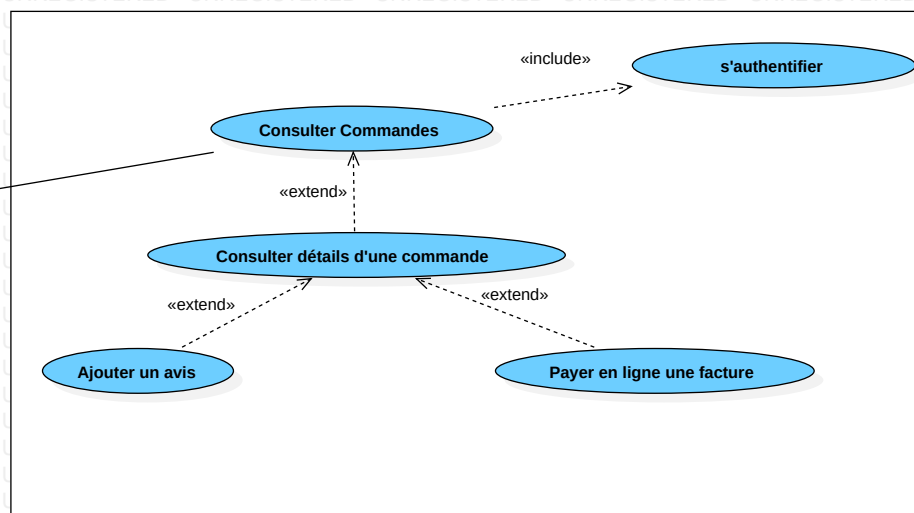 «include»
s'authentifier
Consulter Commandes
«extend»
Consulter détails d'une commande
«extend»
«extend»
Ajouter un avis
Payer en ligne une facture